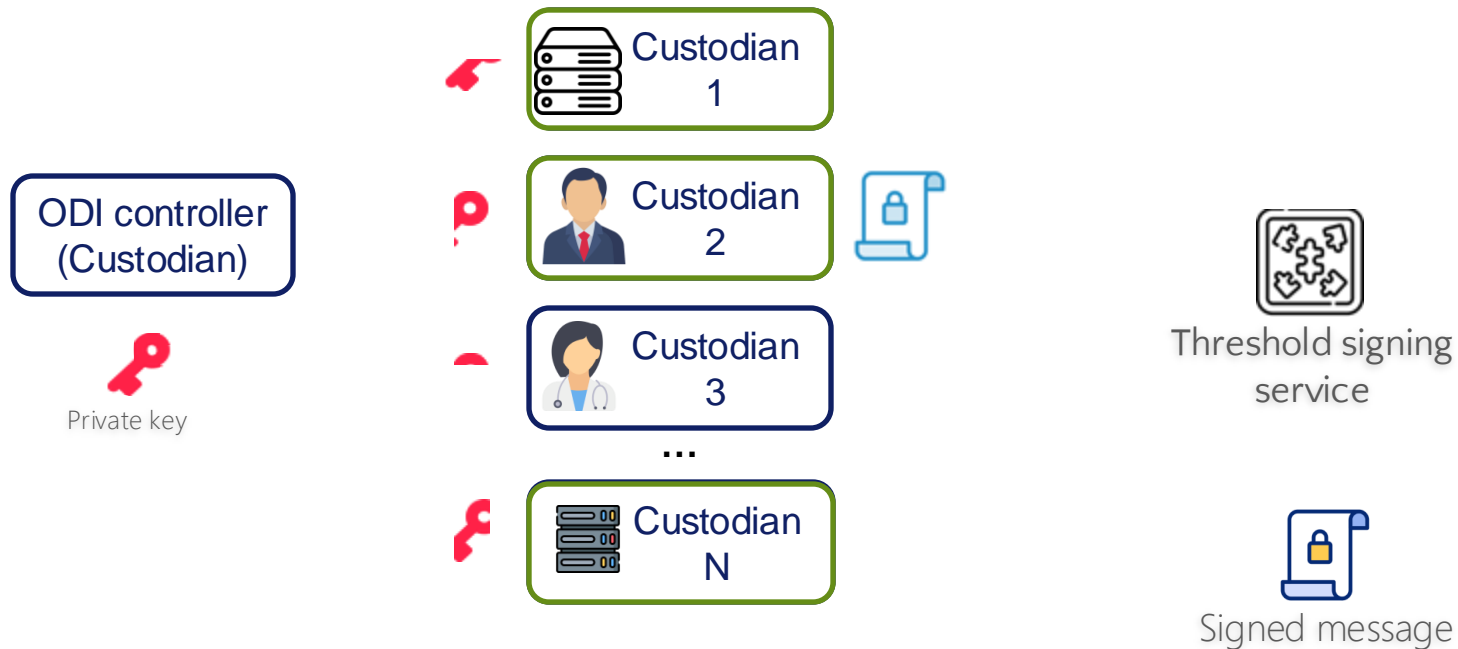 Custodian
1
ODI controller
(Custodian)
Private key
Custodian
2
Custodian
3
...
Custodian
N
Threshold signing
service
Signed message